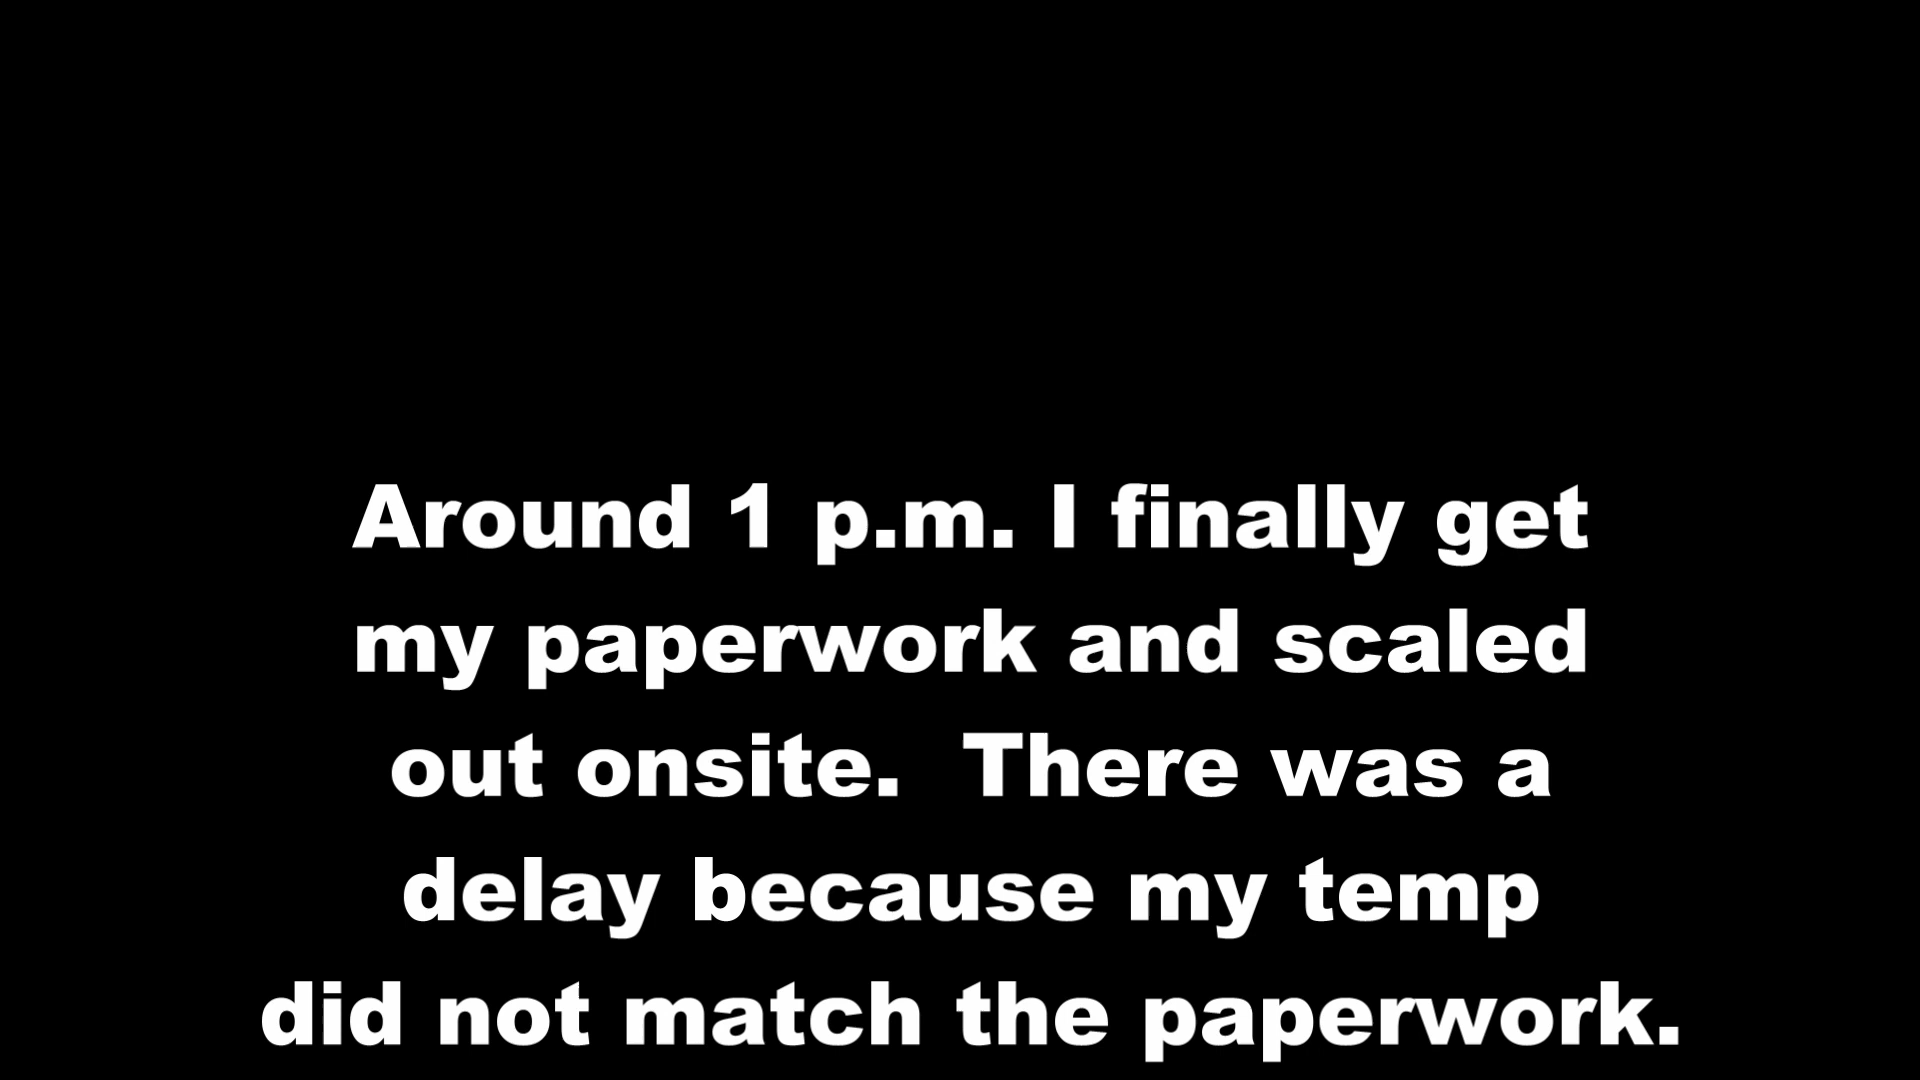 Around 1 p.m. I finally get
my paperwork and scaled
out onsite.  There was a
delay because my temp
did not match the paperwork.